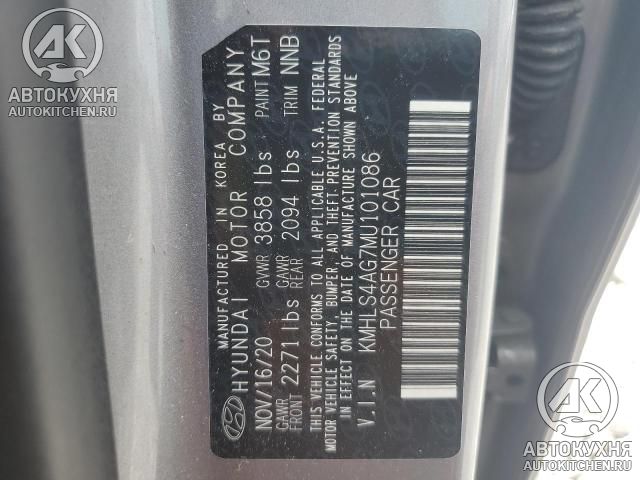 MANUFACTURED IN KOREA BY
HYUNDAI MOTOR COMPANY
NOV/16/20 GVWR 3858 lbs PAINT M6T
GAWR FRONT 2271 lbs GAWR REAR 2094 lbs TRIM NNB
THIS VEHICLE CONFORMS TO ALL APPLICABLE U.S.A. FEDERAL
MOTOR VEHICLE SAFETY, BUMPER, AND THEFT PREVENTION STANDARDS
IN EFFECT ON THE DATE OF MANUFACTURE SHOWN ABOVE
V.I.N KMHLS4AG7MU101086
PASSENGER CAR
АК
АВТОКУХНЯ
AUTOKITCHEN.RU
АК
АВТОКУХНЯ
AUTOKITCHEN.RU